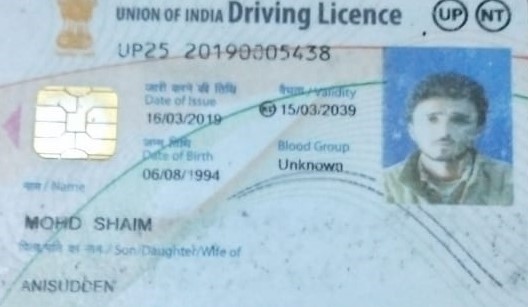 UNION OF INDIA Driving Licence UP NT
UP25 20190005438
जारी करने की तिथि वैधता / Validity
Date of Issue
16/03/2019 NT 15/03/2039
जन्म तिथि Blood Group
Date of Birth Unknown
06/08/1994
नाम / Name
MOHD SHAIM
पिता/पति का नाम / Son/Daughter/Wife of
ANISUDDEN